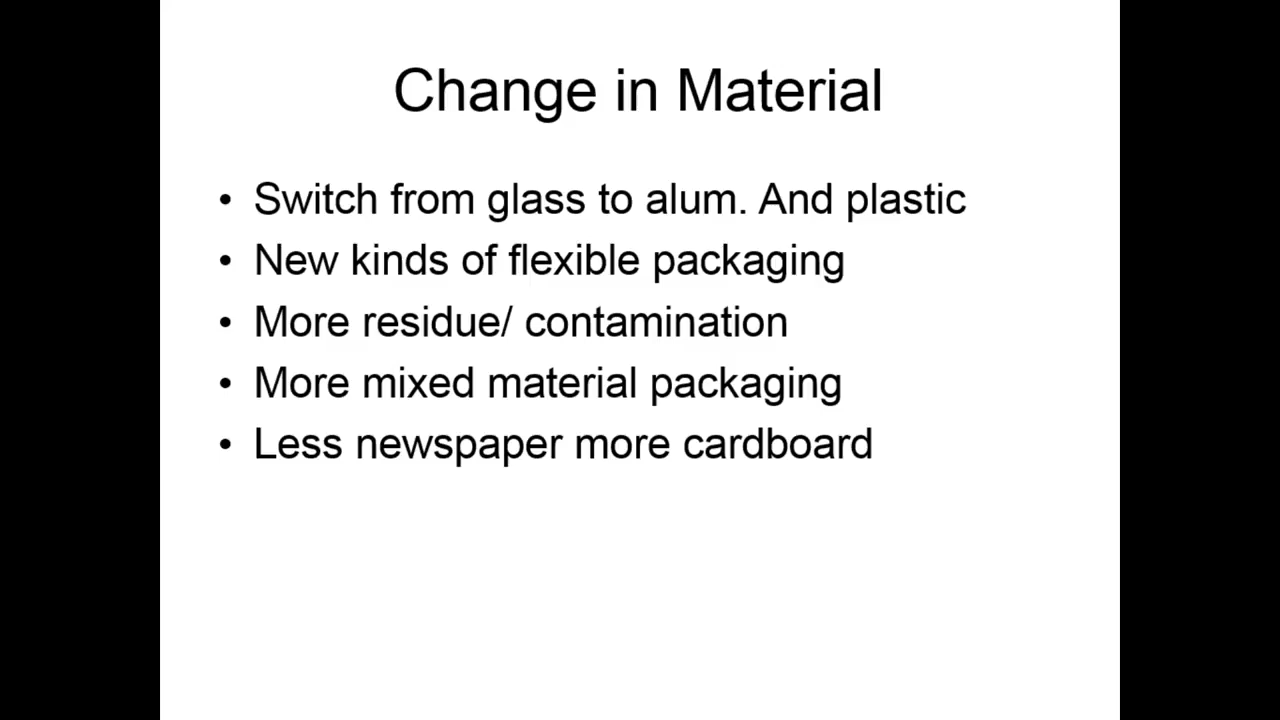 Change in Material
• Switch from glass to alum. And plastic
• New kinds of flexible packaging
• More residue/ contamination
• More mixed material packaging
• Less newspaper more cardboard